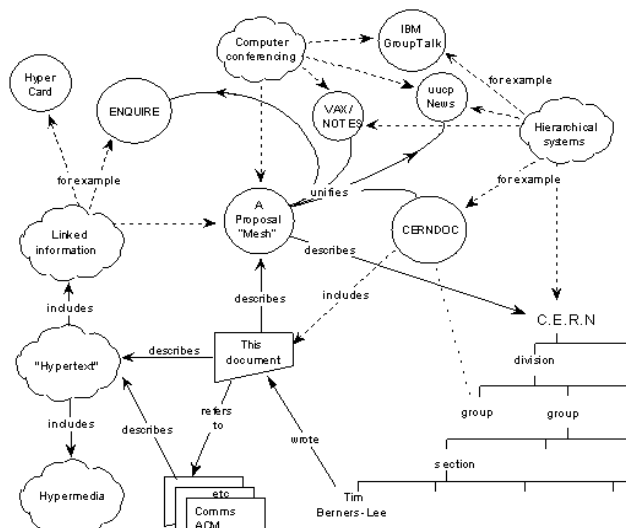 IBM
GroupTalk
Computer
conferencing
Hyper
Card
ENQUIRE
VAX/
NOTES
uucp
News
for example
Hierarchical
systems
for example
unifies
for example
A
Proposal
"Mesh"
CERNDOC
Linked
information
describes
includes
describes
includes
C.E.R.N
This
document
describes
"Hypertext"
division
refers
to
group
group
describes
wrote
includes
section
Hypermedia
etc
Tim
Berners-Lee
Comms
ACM